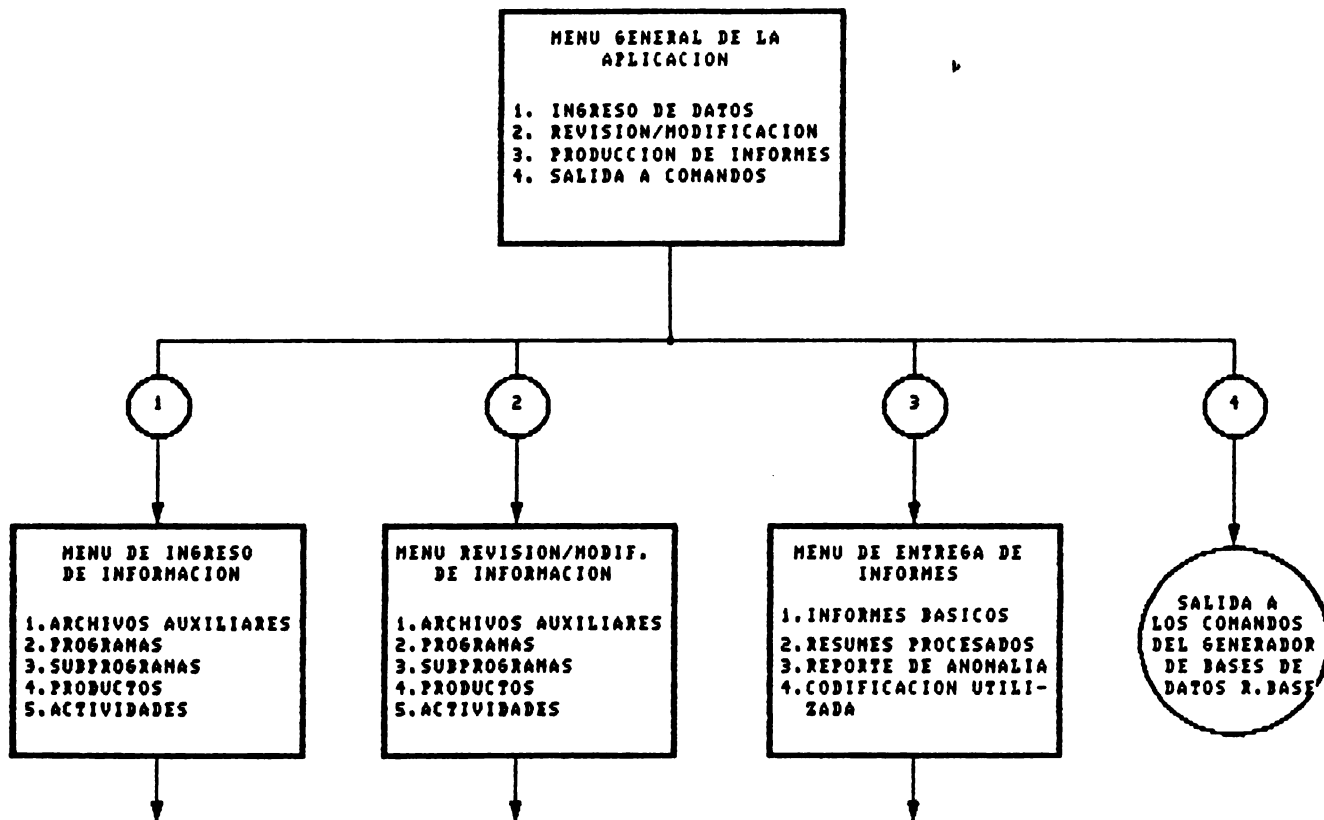 MENU GENERAL DE LA
APLICACION
1. INGRESO DE DATOS
2. REVISION/MODIFICACION
3. PRODUCCION DE INFORMES
4. SALIDA A COMANDOS
1
2
3
4
MENU DE INGRESO
DE INFORMACION
1.ARCHIVOS AUXILIARES
2.PROGRAMAS
3.SUBPROGRAMAS
4.PRODUCTOS
5.ACTIVIDADES
MENU REVISION/MODIF.
DE INFORMACION
1.ARCHIVOS AUXILIARES
2.PROGRAMAS
3.SUBPROGRAMAS
4.PRODUCTOS
5.ACTIVIDADES
MENU DE ENTREGA DE
INFORMES
1.INFORMES BASICOS
2.RESUMES PROCESADOS
3.REPORTE DE ANOMALIA
4.CODIFICACION UTILI-
ZADA
SALIDA A
LOS COMANDOS
DEL GENERADOR
DE BASES DE
DATOS R.BASE